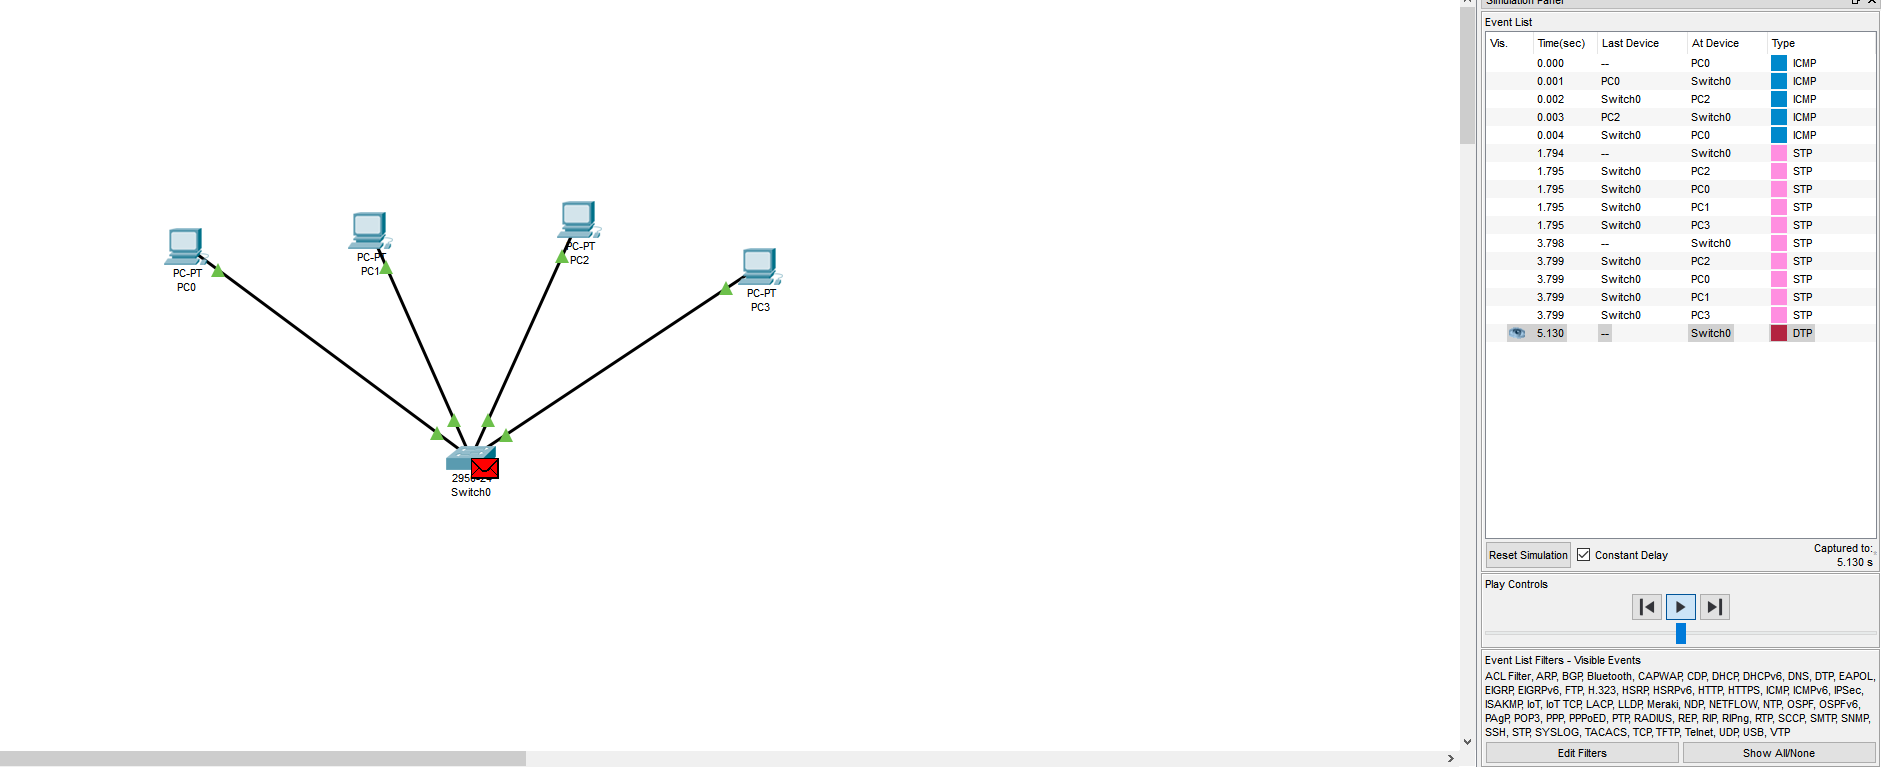 Simulation Panel
Event List
Vis. Time(sec) Last Device At Device Type
0.000 -- PC0 ICMP
0.001 PC0 Switch0 ICMP
0.002 Switch0 PC2 ICMP
0.003 PC2 Switch0 ICMP
0.004 Switch0 PC0 ICMP
1.794 -- Switch0 STP
1.795 Switch0 PC2 STP
1.795 Switch0 PC0 STP
1.795 Switch0 PC1 STP
1.795 Switch0 PC3 STP
3.798 -- Switch0 STP
3.799 Switch0 PC2 STP
3.799 Switch0 PC0 STP
3.799 Switch0 PC1 STP
3.799 Switch0 PC3 STP
5.130 -- Switch0 DTP
PC-PT
PC0
PC-PT
PC1
PC-PT
PC2
PC-PT
PC3
Switch0
Reset Simulation Constant Delay
Captured to:
5.130 s
Play Controls
Event List Filters - Visible Events
ACL Filter, ARP, BGP, Bluetooth, CAPWAP, CDP, DHCP, DHCPv6, DNS, DTP, EAPOL,
EIGRP, EIGRPv6, FTP, H.323, HSRP, HSRPv6, HTTP, HTTPS, ICMP, ICMPv6, IPSec,
ISAKMP, IoT, IoT TCP, LACP, LLDP, Meraki, NDP, NETFLOW, NTP, OSPF, OSPFv6,
PAgP, POP3, PPP, PPPoED, PTP, RADIUS, REP, RIP, RIPng, RTP, SCCP, SMTP, SNMP,
SSH, STP, SYSLOG, TACACS, TCP, TFTP, Telnet, UDP, USB, VTP
Edit Filters Show All/None